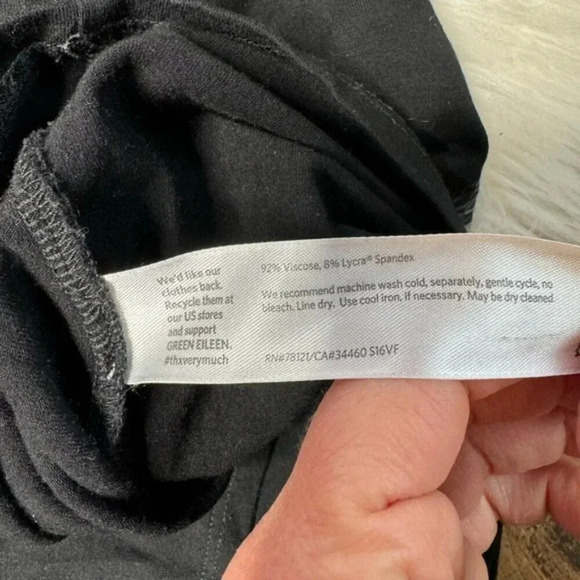 We'd like our
clothes back.
Recycle them at
our US stores
and support
GREEN EILEEN.
#thxverymuch
92% Viscose, 8% Lycra® Spandex
We recommend machine wash cold, separately, gentle cycle, no
bleach. Line dry. Use cool iron, if necessary. May be dry cleaned.
RN#78121/CA#34460 S16VF